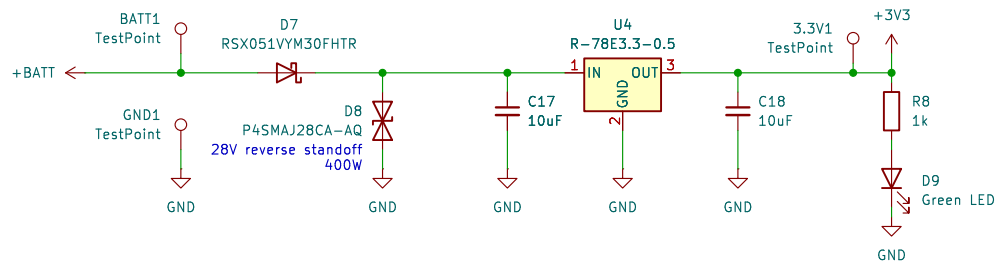 BATT1
TestPoint
+BATT
GND1
TestPoint
GND
D7
RSX051VYM30FHTR
D8
P4SMAJ28CA-AQ
28V reverse standoff
400W
GND
C17
10uF
GND
U4
R-78E3.3-0.5
1
IN
OUT
3
GND
2
GND
C18
10uF
GND
3.3V1
TestPoint
+3V3
R8
1k
D9
Green LED
GND